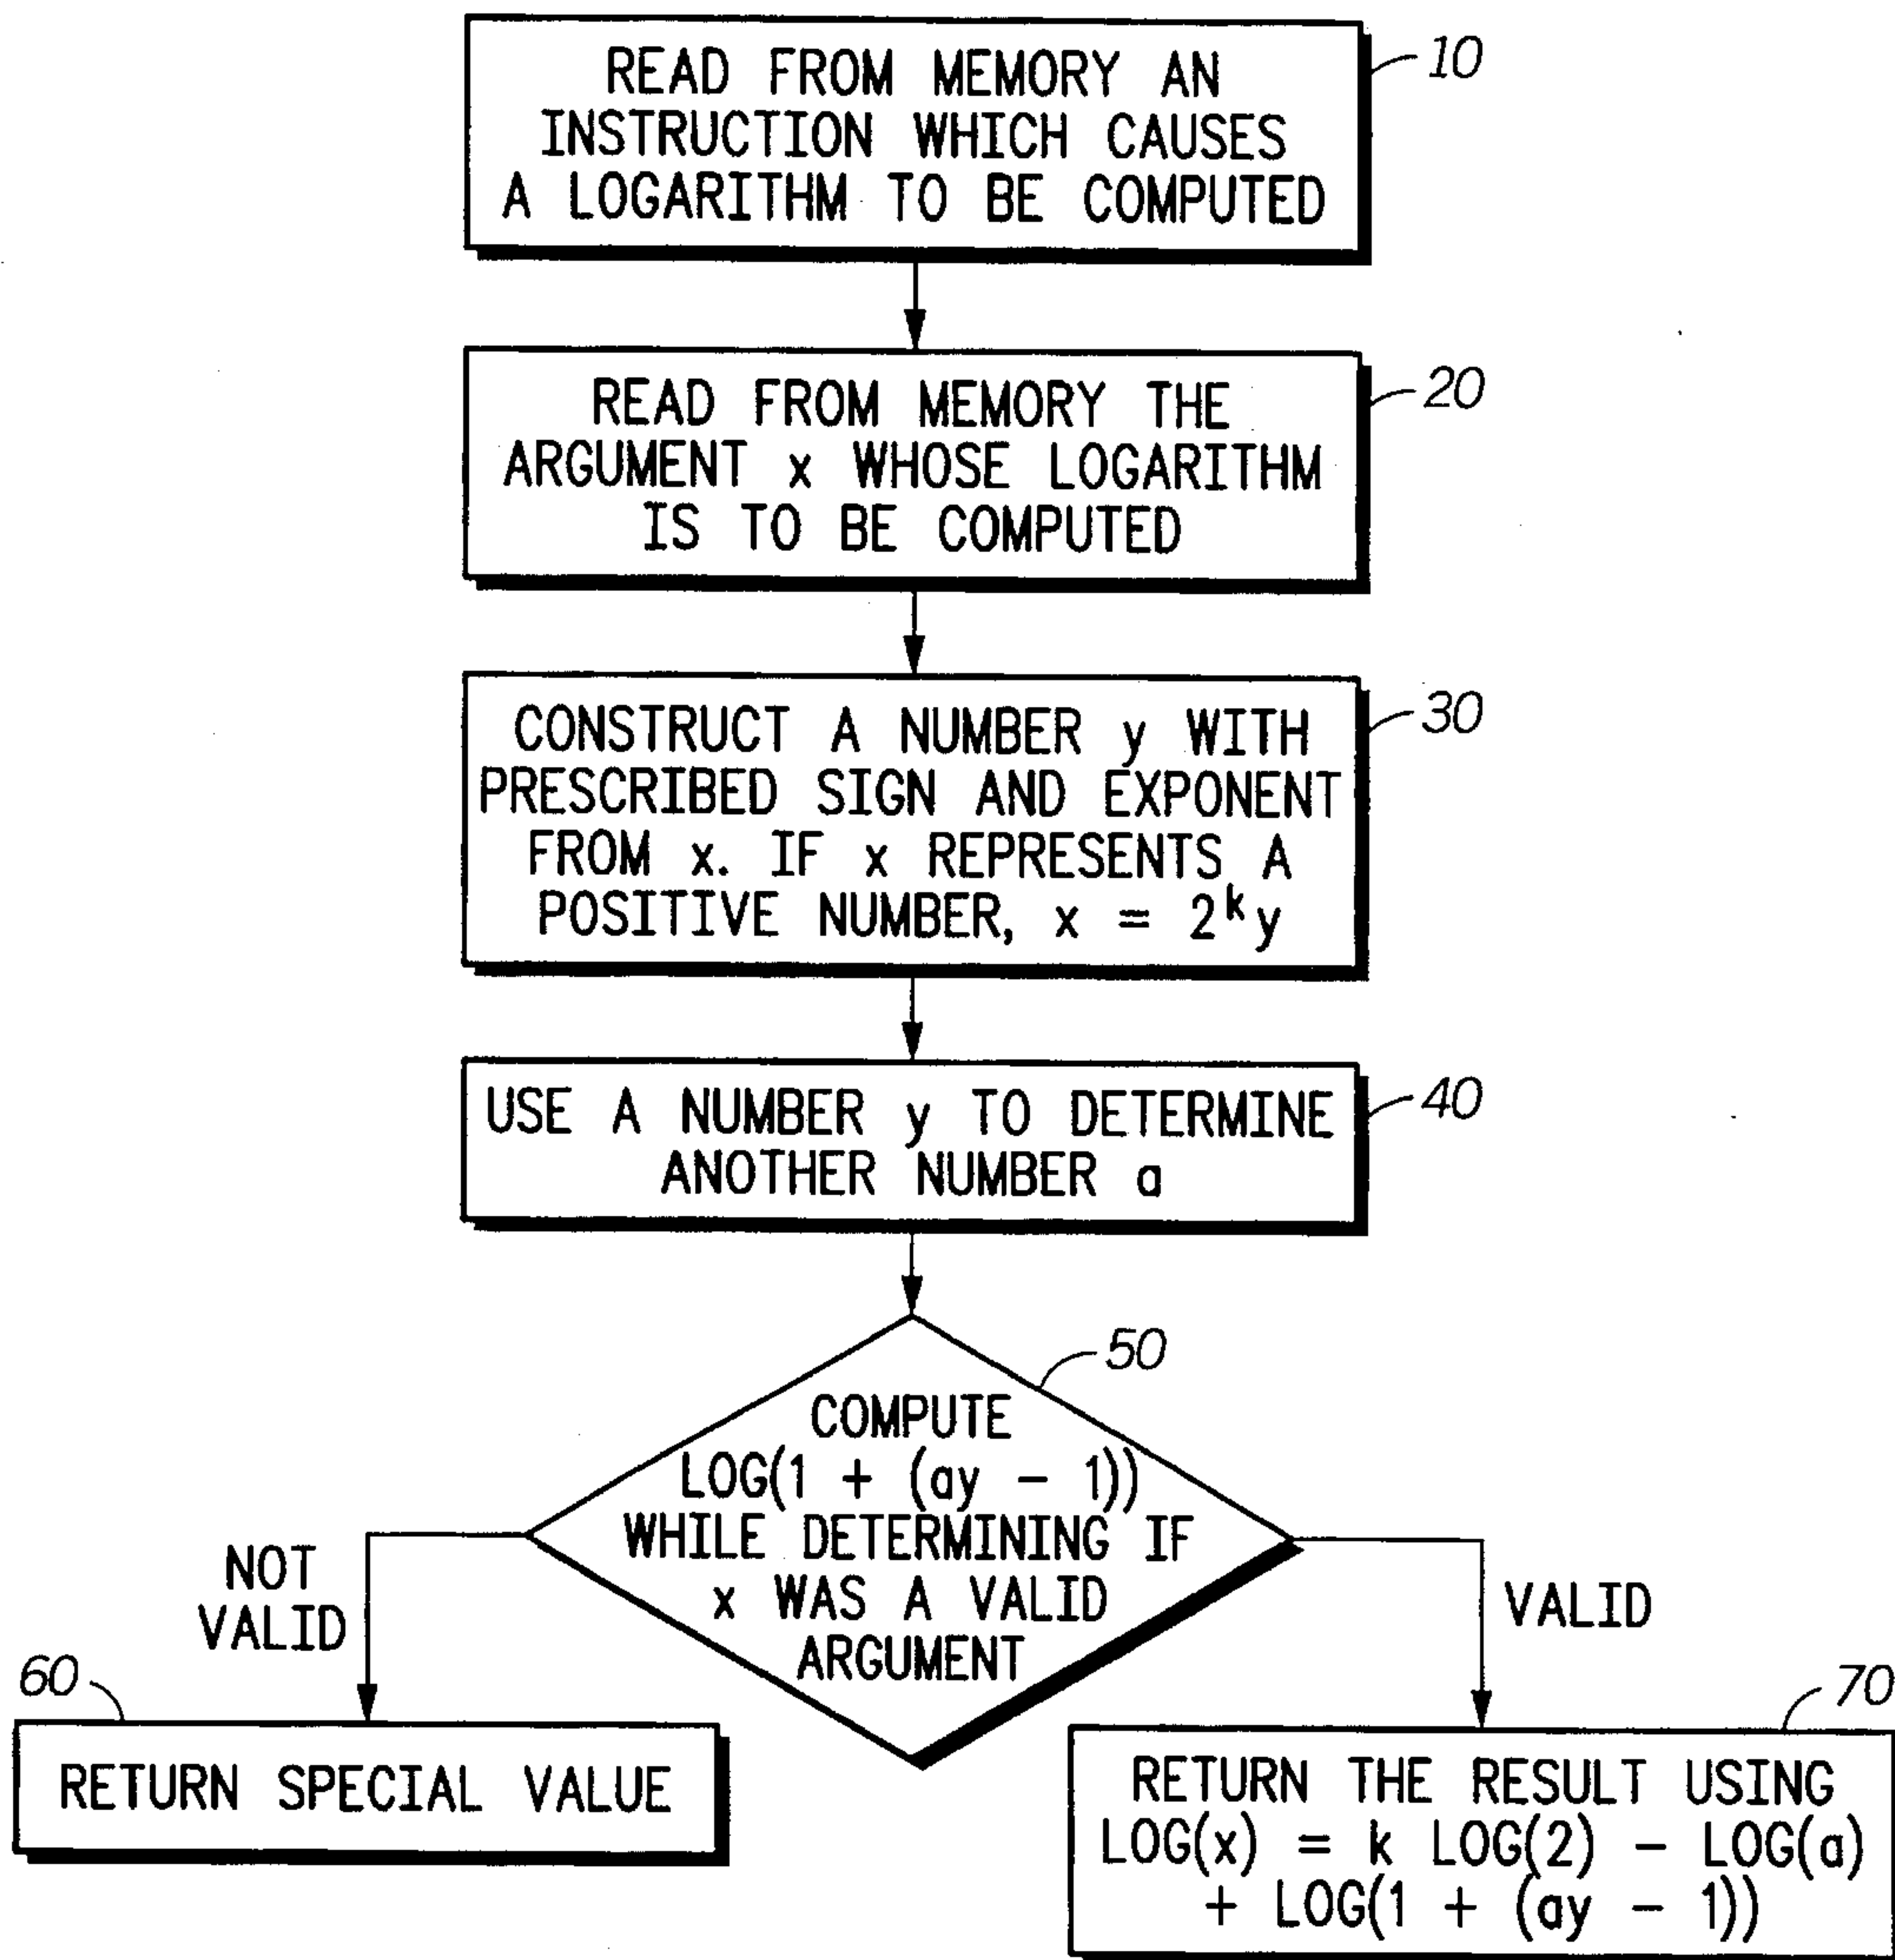 READ FROM MEMORY AN
INSTRUCTION WHICH CAUSES
A LOGARITHM TO BE COMPUTED
10
READ FROM MEMORY THE
ARGUMENT x WHOSE LOGARITHM
IS TO BE COMPUTED
20
CONSTRUCT A NUMBER y WITH
PRESCRIBED SIGN AND EXPONENT
FROM x. IF x REPRESENTS A
POSITIVE NUMBER, x = 2^k y
30
USE A NUMBER y TO DETERMINE
ANOTHER NUMBER a
40
COMPUTE
LOG(1 + (ay - 1))
WHILE DETERMINING IF
x WAS A VALID
ARGUMENT
50
NOT
VALID
VALID
60
RETURN SPECIAL VALUE
70
RETURN THE RESULT USING
LOG(x) = k LOG(2) - LOG(a)
+ LOG(1 + (ay - 1))